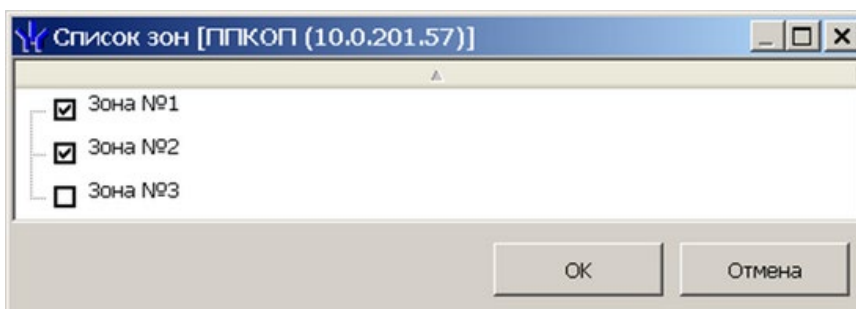 Список зон [ППКОП (10.0.201.57)]
Зона №1
Зона №2
Зона №3
OK
Отмена